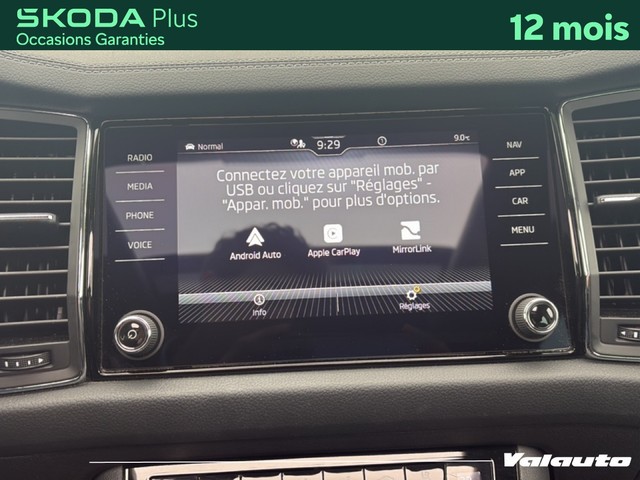 ŠKODA Plus
Occasions Garanties
12 mois
Normal
9:29
9.0°C
RADIO
MEDIA
PHONE
VOICE
NAV
APP
CAR
MENU
Connectez votre appareil mob. par
USB ou cliquez sur "Réglages" -
"Appar. mob." pour plus d'options.
Android Auto
Apple CarPlay
MirrorLink
Info
Réglages
Valauto